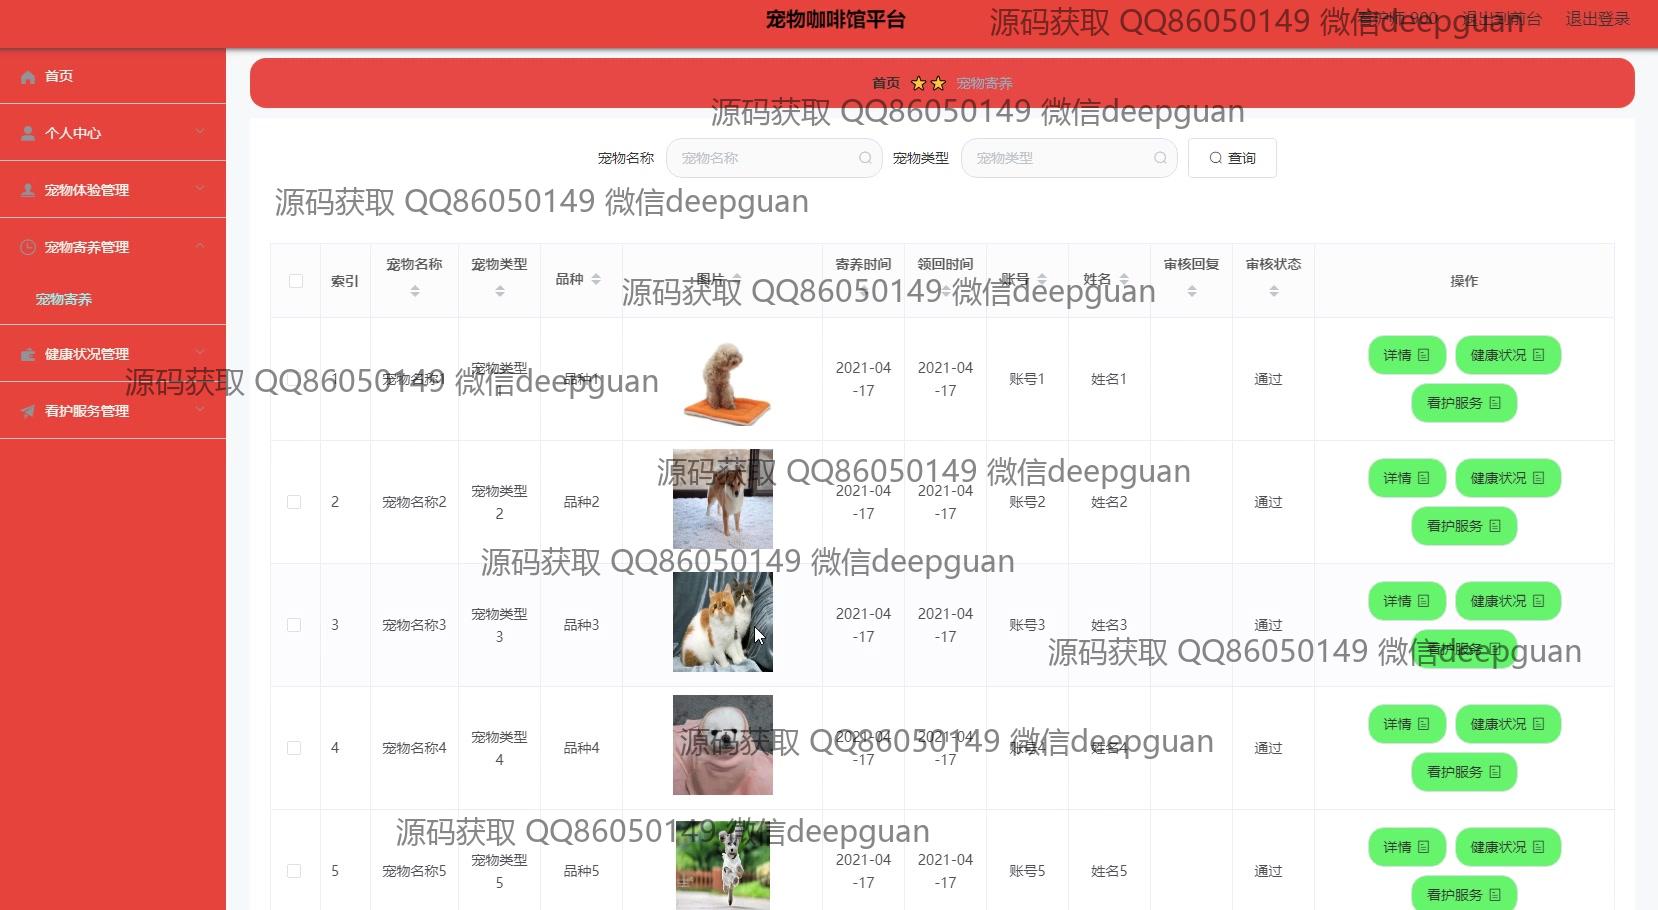 宠物咖啡馆平台
看护师 900 退出到前台 退出登录
源码获取 QQ86050149 微信deepguan
首页
个人中心
宠物体验管理
宠物寄养管理
宠物寄养
健康状况管理
看护服务管理
首页 宠物寄养
源码获取 QQ86050149 微信deepguan
宠物名称 宠物名称 宠物类型 宠物类型 查询
源码获取 QQ86050149 微信deepguan
索引 宠物名称 宠物类型 品种 图片 寄养时间 领回时间 账号 姓名 审核回复 审核状态 操作
源码获取 QQ86050149 微信deepguan
1 宠物名称1 宠物类型1 品种1 2021-04-17 2021-04-17 账号1 姓名1 通过 详情 健康状况 看护服务
源码获取 QQ86050149 微信deepguan
2 宠物名称2 宠物类型2 品种2 2021-04-17 2021-04-17 账号2 姓名2 通过 详情 健康状况 看护服务
源码获取 QQ86050149 微信deepguan
源码获取 QQ86050149 微信deepguan
3 宠物名称3 宠物类型3 品种3 2021-04-17 2021-04-17 账号3 姓名3 通过 详情 健康状况 看护服务
源码获取 QQ86050149 微信deepguan
4 宠物名称4 宠物类型4 品种4 2021-04-17 2021-04-17 账号4 姓名4 通过 详情 健康状况 看护服务
源码获取 QQ86050149 微信deepguan
源码获取 QQ86050149 微信deepguan
5 宠物名称5 宠物类型5 品种5 2021-04-17 2021-04-17 账号5 姓名5 通过 详情 健康状况 看护服务